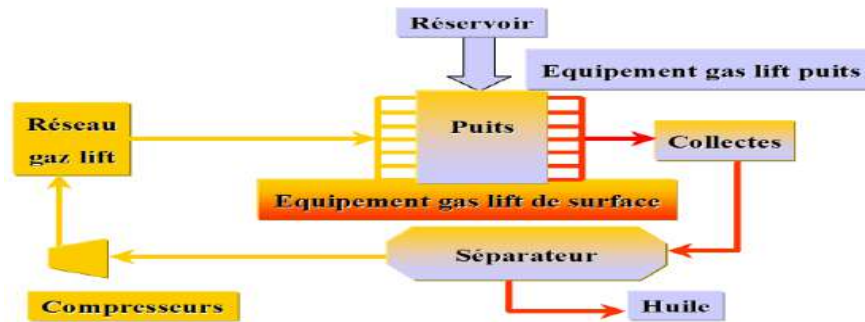 Réservoir
Equipement gas lift puits
Réseau
gaz lift
Puits
Collectes
Equipement gas lift de surface
Séparateur
Compresseurs
Huile